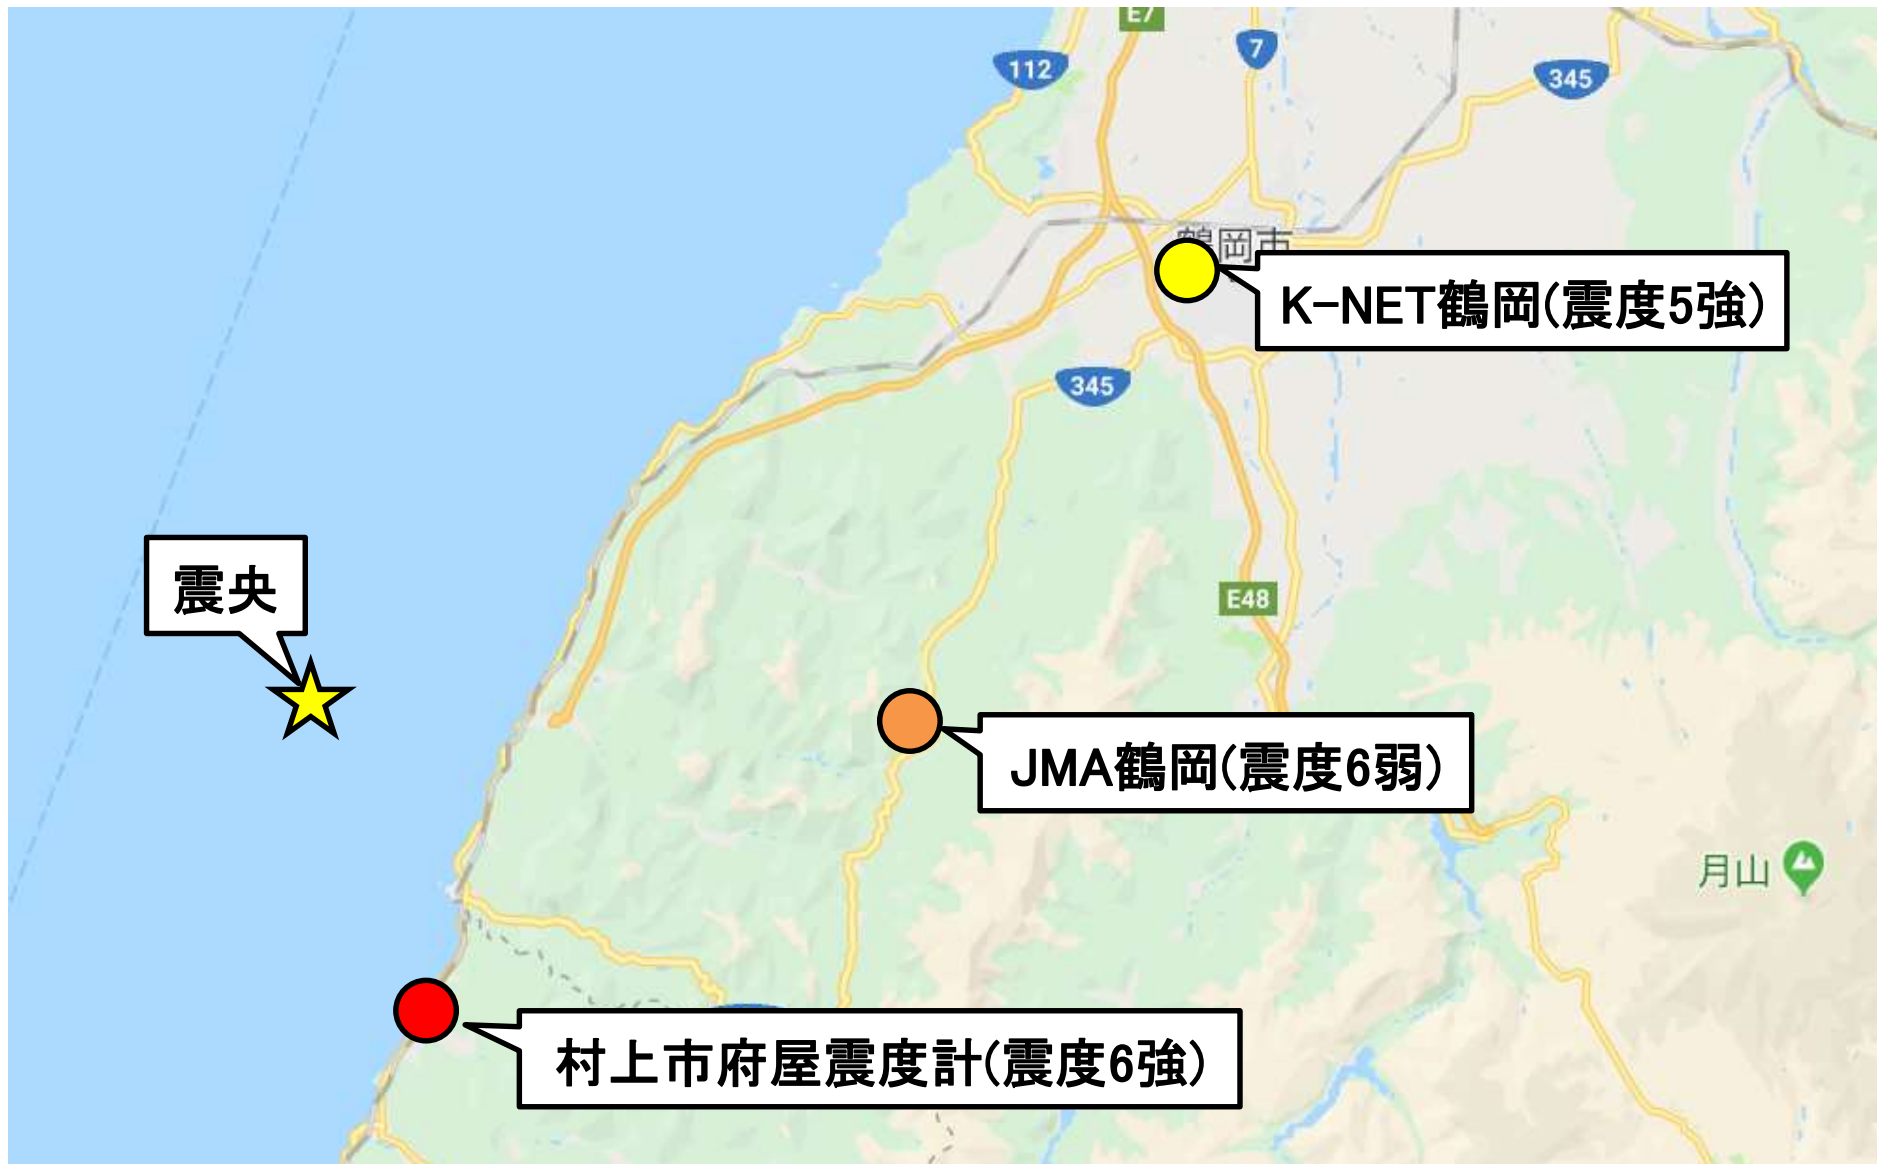 E7
112
7
345
鶴岡市
K-NET鶴岡(震度5強)
345
震央
E48
JMA鶴岡(震度6弱)
月山
村上市府屋震度計(震度6強)